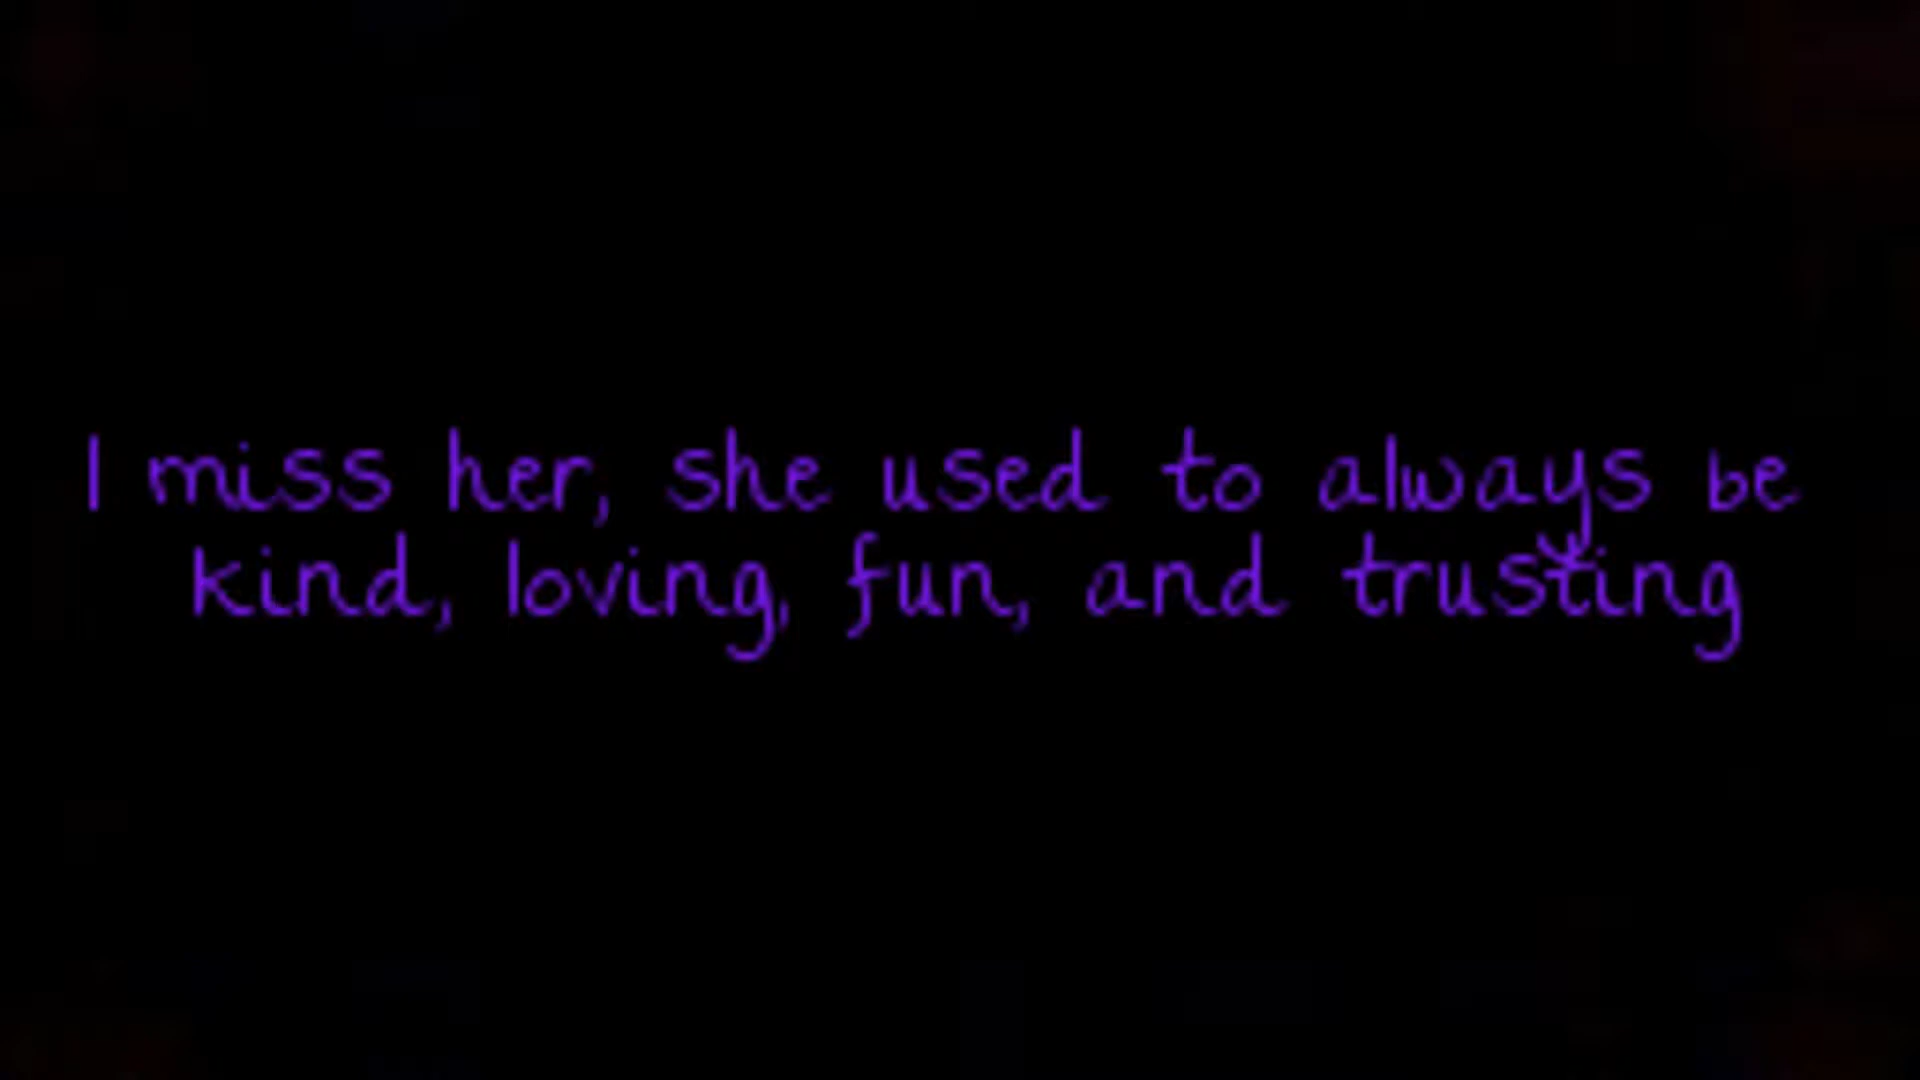 I miss her, she used to always be
kind, loving, fun, and trusting